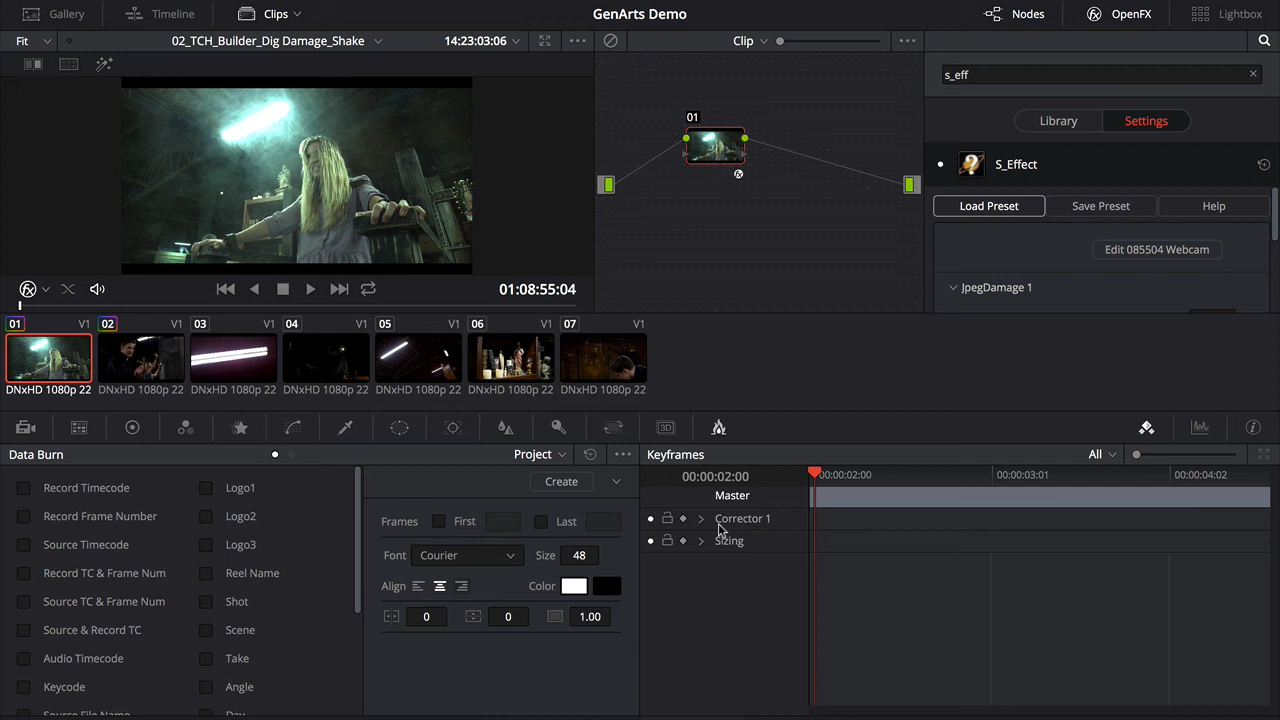 Gallery Timeline Clips GenArts Demo Nodes OpenFX Lightbox
Fit 02_TCH_Builder_Dig Damage_Shake 14:23:03:06 Clip
s_eff
Library Settings
01
S_Effect
Load Preset Save Preset Help
Edit 085504 Webcam
JpegDamage 1
fx 01:08:55:04
01 V1 02 V1 03 V1 04 V1 05 V1 06 V1 07 V1
DNxHD 1080p 22 DNxHD 1080p 22 DNxHD 1080p 22 DNxHD 1080p 22 DNxHD 1080p 22 DNxHD 1080p 22 DNxHD 1080p 22
3D
Data Burn Project Keyframes All
00:00:02:00 00:00:02:00 00:00:03:01 00:00:04:02
Record Timecode Logo1 Create Master
Record Frame Number Logo2 Frames First Last Corrector 1
Source Timecode Logo3 Sizing
Record TC & Frame Num Reel Name Font Courier Size 48
Source TC & Frame Num Shot Align Color
Source & Record TC Scene 0 0 1.00
Audio Timecode Take
Keycode Angle
Source File Name Day